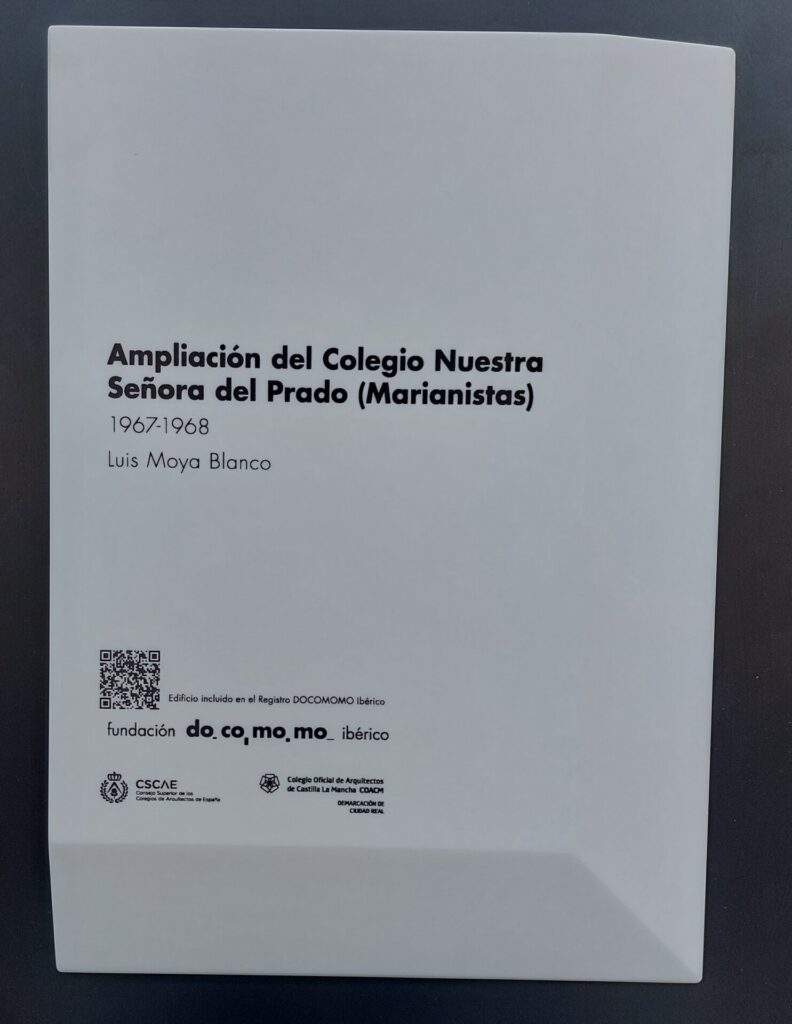 Ampliación del Colegio Nuestra
Señora del Prado (Marianistas)
1967-1968
Luis Moya Blanco
Edificio incluido en el Registro DOCOMOMO Ibérico
fundación do_co,mo.mo_ ibérico
CSCAE
Consejo Superior de los
Colegios de Arquitectos de España
Colegio Oficial de Arquitectos
de Castilla La Mancha COACM
DEMARCACIÓN DE
CIUDAD REAL